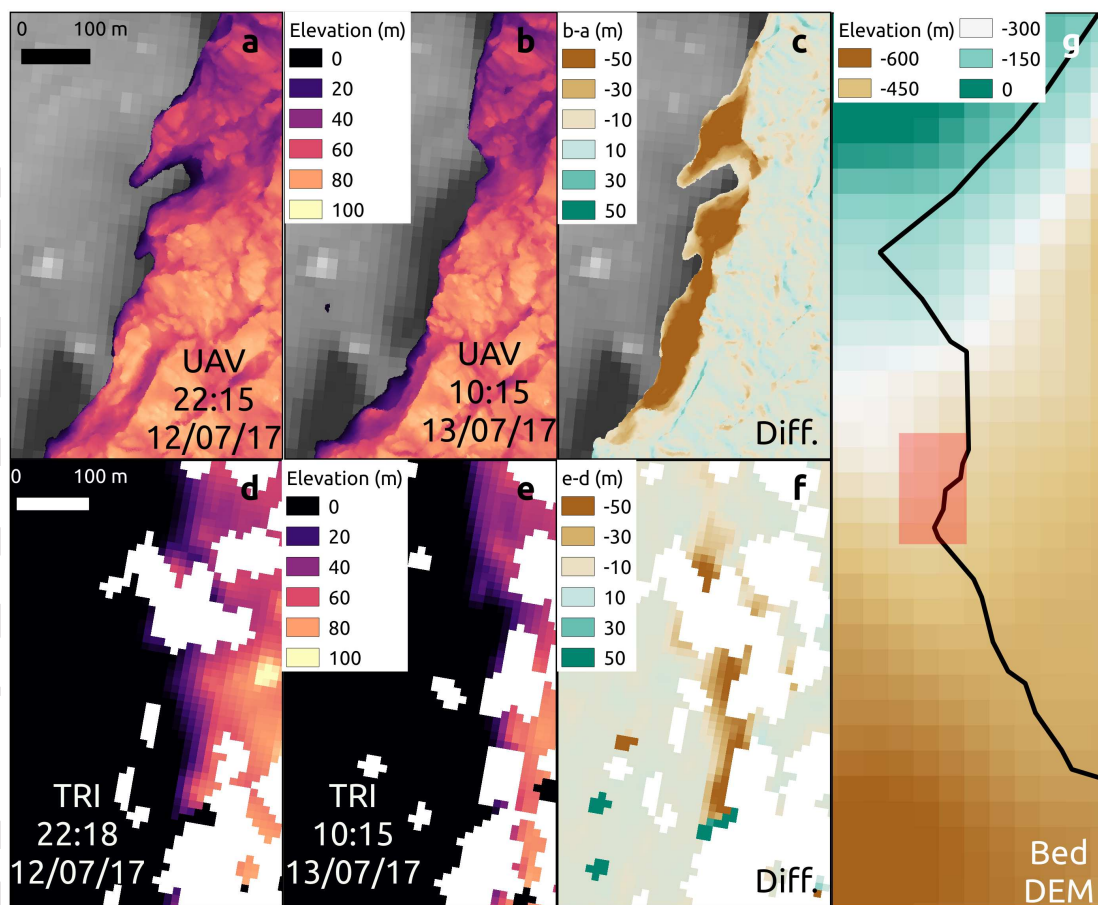 0 100 m
a
Elevation (m)
0
20
40
60
80
100
b
b-a (m)
-50
-30
-10
10
30
50
c
Elevation (m)
-600
-450
-300
-150
0
g
UAV
22:15
12/07/17
UAV
10:15
13/07/17
Diff.
0 100 m
d
Elevation (m)
0
20
40
60
80
100
e
e-d (m)
-50
-30
-10
10
30
50
f
TRI
22:18
12/07/17
TRI
10:15
13/07/17
Diff.
Bed
DEM